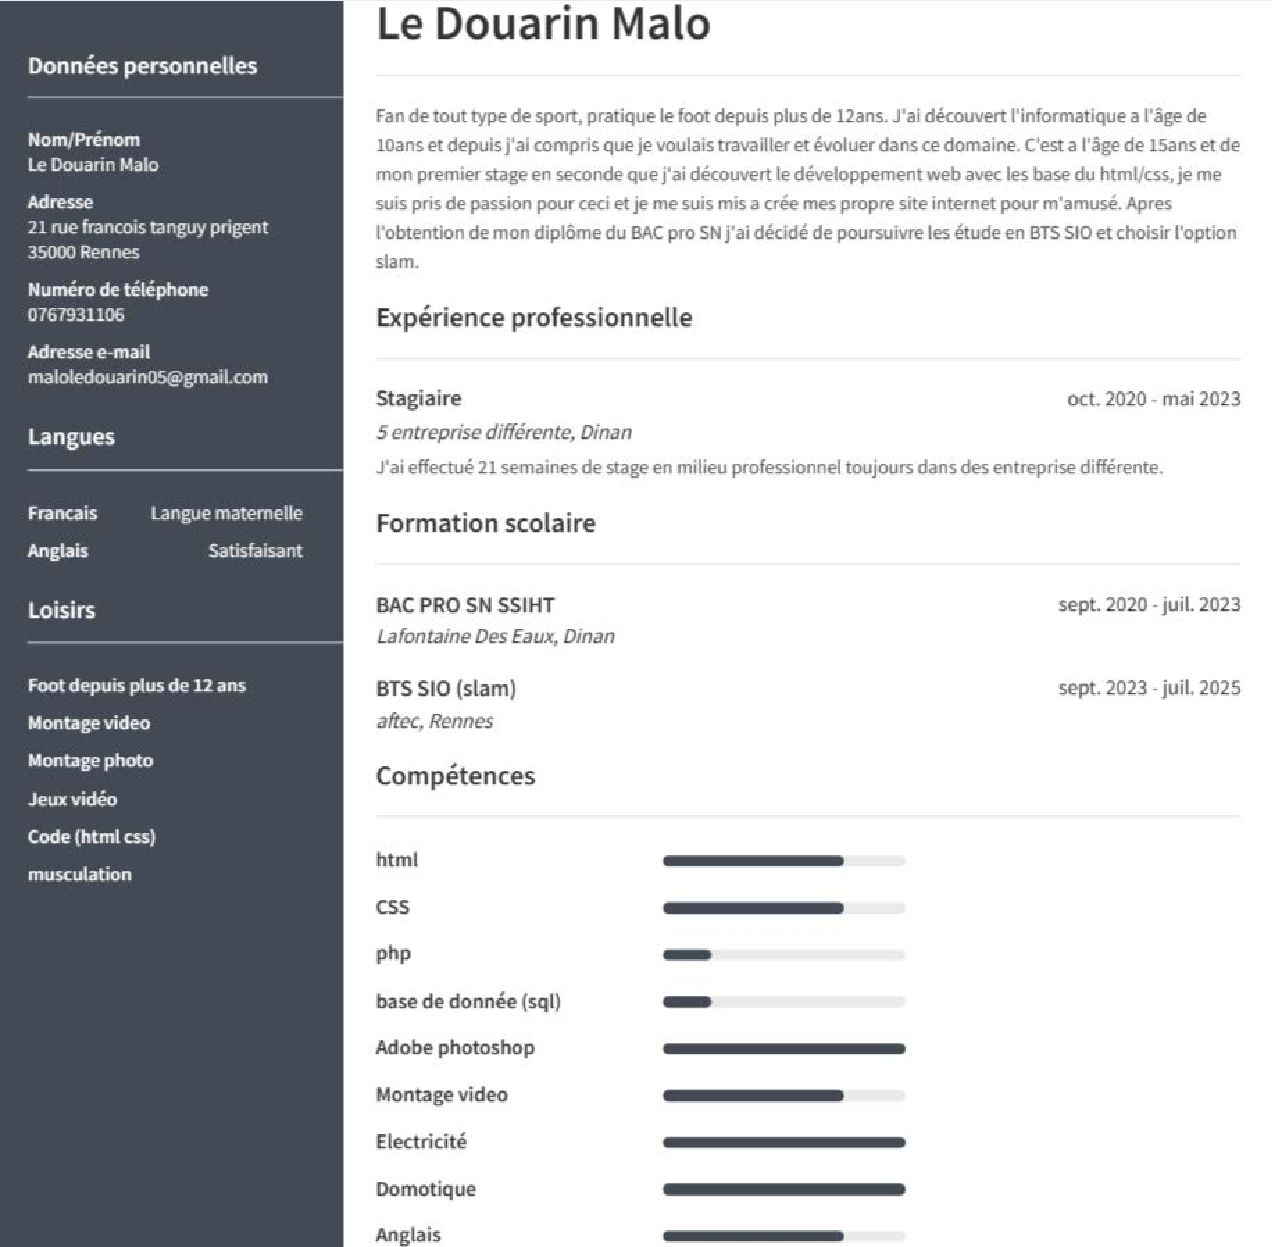 Le Douarin Malo
Données personnelles
Nom/Prénom
Le Douarin Malo
Adresse
21 rue francois tanguy prigent
35000 Rennes
Numéro de téléphone
0767931106
Adresse e-mail
maloledouarin05@gmail.com
Langues
Francais Langue maternelle
Anglais Satisfaisant
Loisirs
Foot depuis plus de 12 ans
Montage video
Montage photo
Jeux vidéo
Code (html css)
musculation
Fan de tout type de sport, pratique le foot depuis plus de 12ans. J'ai découvert l'informatique a l'âge de
10ans et depuis j'ai compris que je voulais travailler et évoluer dans ce domaine. C'est a l'âge de 15ans et de
mon premier stage en seconde que j'ai découvert le développement web avec les base du html/css, je me
suis pris de passion pour ceci et je me suis mis a crée mes propre site internet pour m'amusé. Apres
l'obtention de mon diplôme du BAC pro SN j'ai décidé de poursuivre les étude en BTS SIO et choisir l'option
slam.
Expérience professionnelle
Stagiaire oct. 2020 - mai 2023
5 entreprise différente, Dinan
J'ai effectué 21 semaines de stage en milieu professionnel toujours dans des entreprise différente.
Formation scolaire
BAC PRO SN SSIHT sept. 2020 - juil. 2023
Lafontaine Des Eaux, Dinan
BTS SIO (slam) sept. 2023 - juil. 2025
aftec, Rennes
Compétences
html
CSS
php
base de donnée (sql)
Adobe photoshop
Montage video
Electricité
Domotique
Anglais